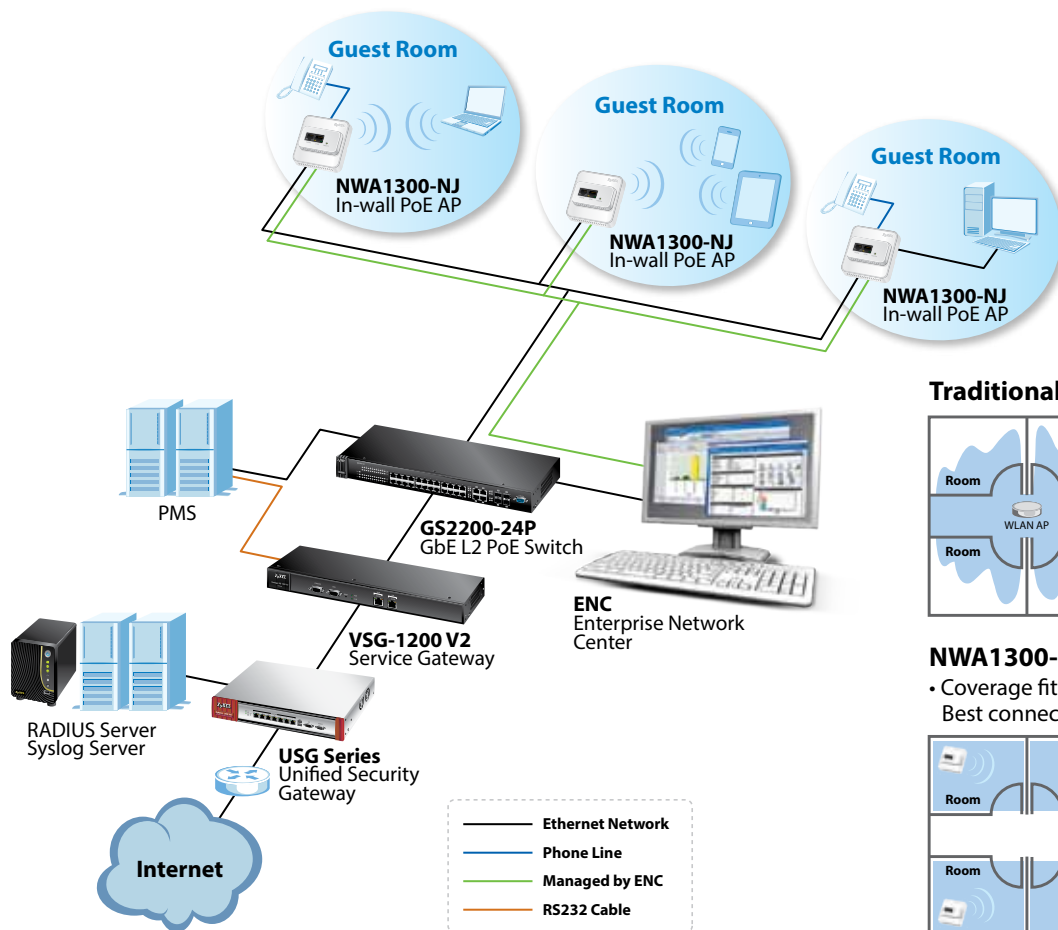 Guest Room
NWA1300-NJ
In-wall PoE AP
Guest Room
NWA1300-NJ
In-wall PoE AP
Guest Room
NWA1300-NJ
In-wall PoE AP
PMS
GS2200-24P
GbE L2 PoE Switch
ENC
Enterprise Network
Center
VSG-1200 V2
Service Gateway
RADIUS Server
Syslog Server
USG Series
Unified Security
Gateway
Internet
Ethernet Network
Phone Line
Managed by ENC
RS232 Cable
Traditional
Room
WLAN AP
Room
NWA1300-
• Coverage fit
Best connec
Room
Room